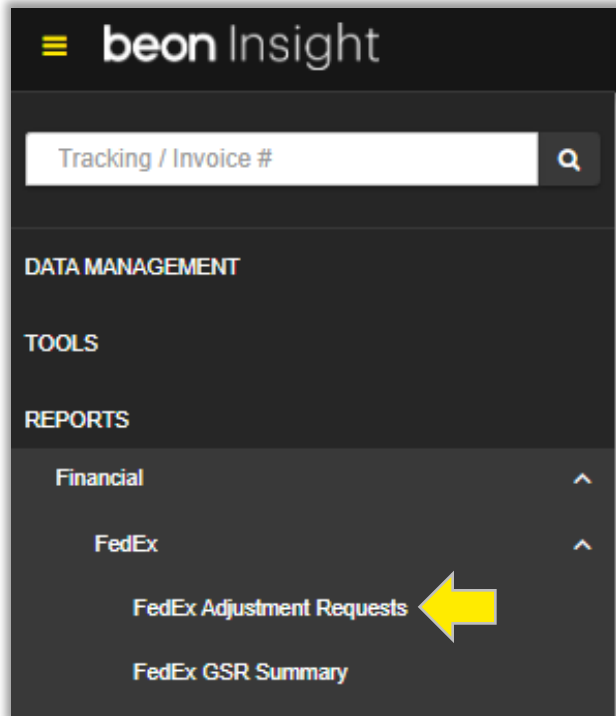 beon Insight
Tracking / Invoice #
DATA MANAGEMENT
TOOLS
REPORTS
Financial
FedEx
FedEx Adjustment Requests
FedEx GSR Summary